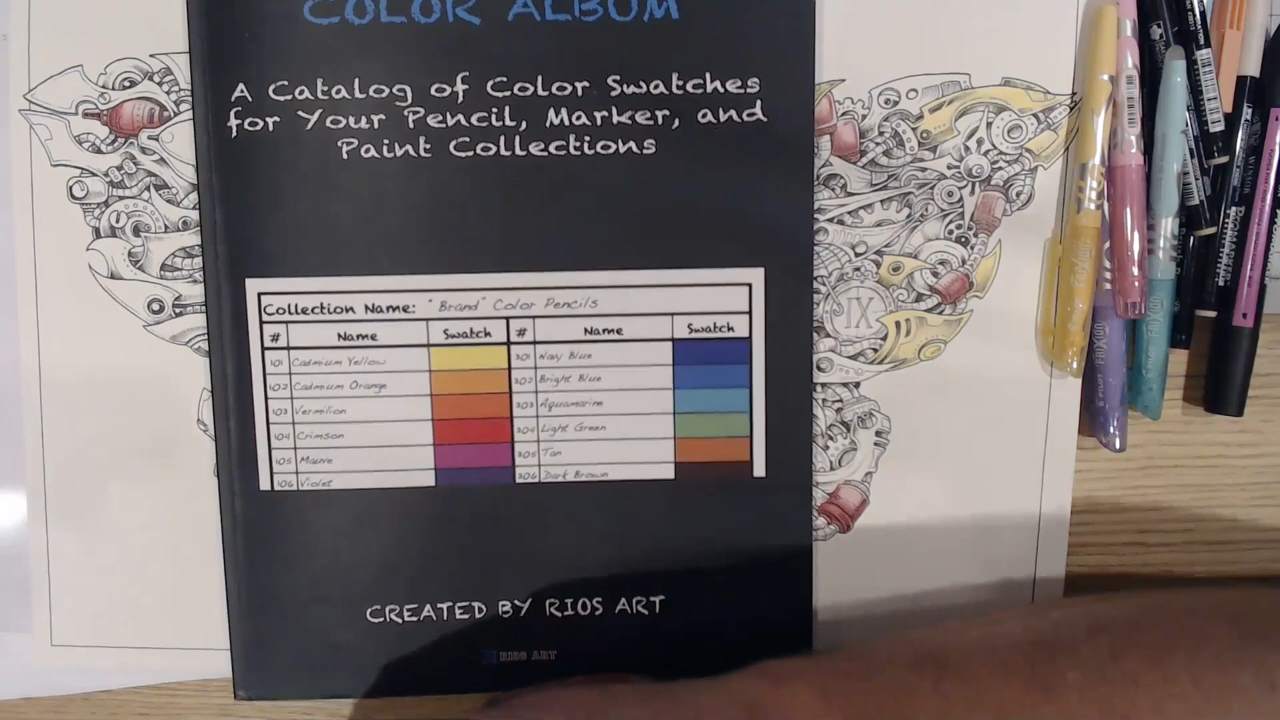 COLOR ALBUM
A Catalog of Color Swatches
for Your Pencil, Marker, and
Paint Collections
Collection Name: "Brand" Color Pencils
# Name Swatch # Name Swatch
101 Cadmium Yellow 301 Navy Blue
102 Cadmium Orange 302 Bright Blue
103 Vermilion 303 Aquamarine
104 Crimson 304 Light Green
105 Mauve 305 Tan
106 Violet 306 Dark Brown
CREATED BY RIOS ART
RIOS ART
IX
FRIXION
WINSOR
PROMARKER